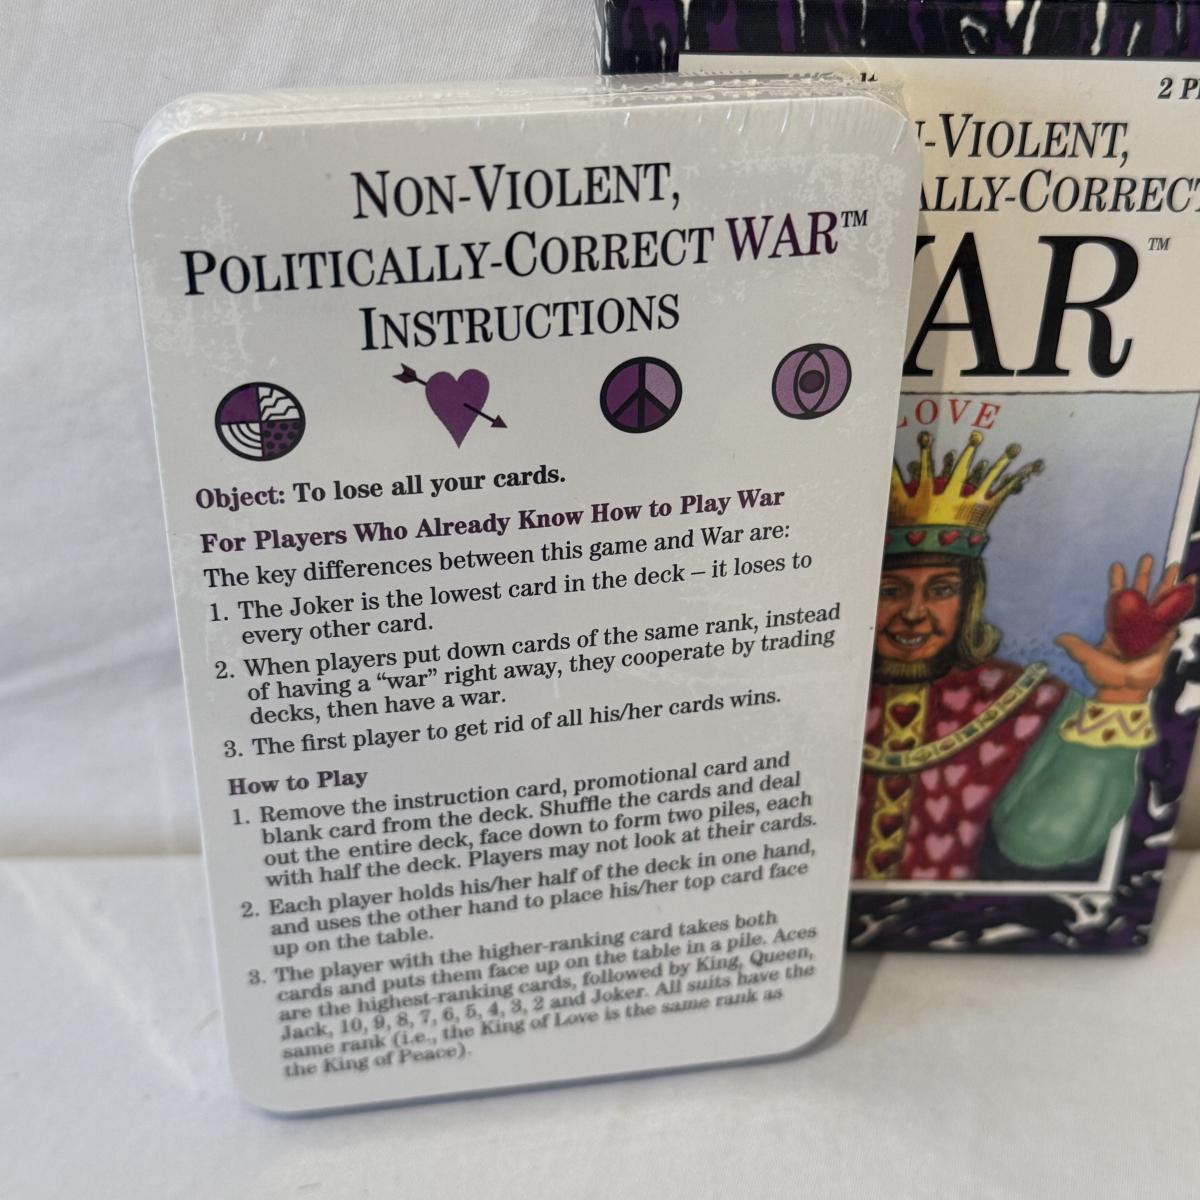 NON-VIOLENT,
POLITICALLY-CORRECT WAR™
INSTRUCTIONS
Object: To lose all your cards.
For Players Who Already Know How to Play War
The key differences between this game and War are:
1. The Joker is the lowest card in the deck – it loses to
every other card.
2. When players put down cards of the same rank, instead
of having a “war” right away, they cooperate by trading
decks, then have a war.
3. The first player to get rid of all his/her cards wins.
How to Play
1. Remove the instruction card, promotional card and
blank card from the deck. Shuffle the cards and deal
out the entire deck, face down to form two piles, each
with half the deck. Players may not look at their cards.
2. Each player holds his/her half of the deck in one hand,
and uses the other hand to place his/her top card face
up on the table.
3. The player with the higher-ranking card takes both
cards and puts them face up on the table in a pile. Aces
are the highest-ranking cards, followed by King, Queen,
Jack, 10, 9, 8, 7, 6, 5, 4, 3, 2 and Joker. All suits have the
same rank (i.e., the King of Love is the same rank as
the King of Peace).
2 P
-VIOLENT,
ALLY-CORRECT
AR™
LOVE